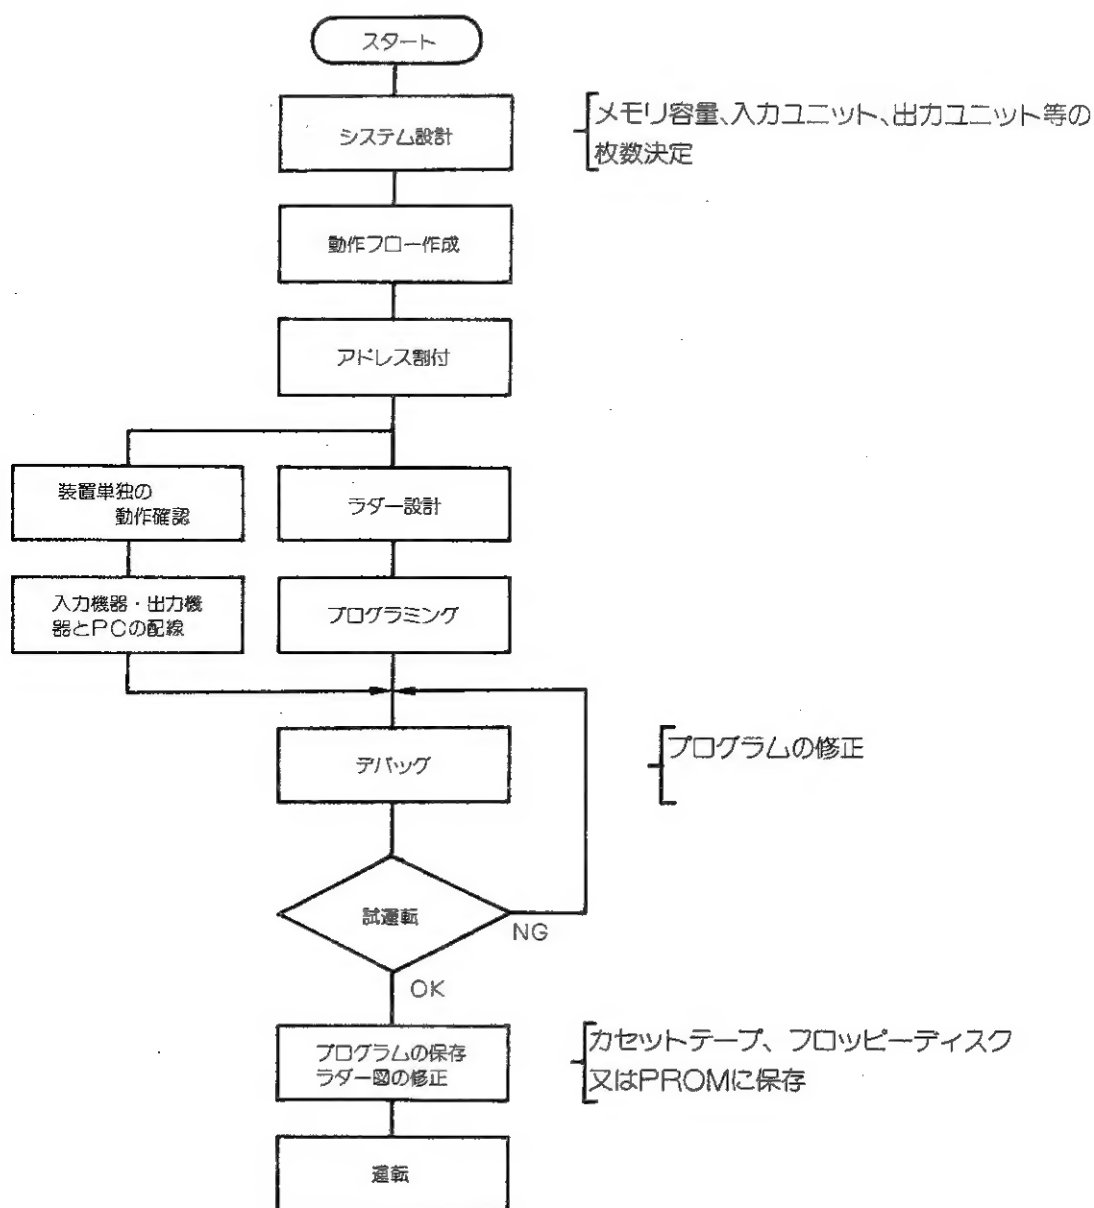 スタート
システム設計
メモリ容量、入力ユニット、出力ユニット等の
枚数決定
動作フロー作成
アドレス割付
装置単独の
動作確認
ラダー設計
入力機器・出力機
器とPCの配線
プログラミング
デバッグ
プログラムの修正
試運転
NG
OK
プログラムの保存
ラダー図の修正
カセットテープ、フロッピーディスク
又はPROMに保存
運転